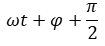 ωt + φ + π/2